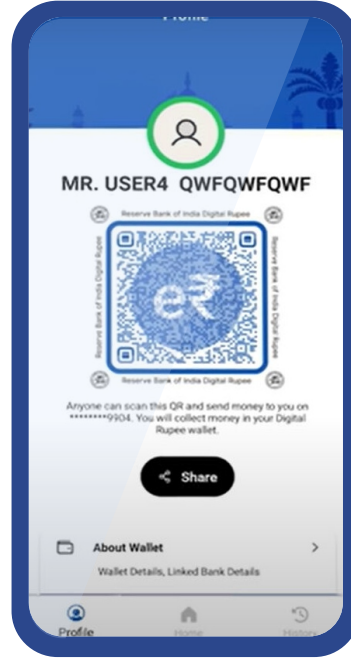 Profile
MR. USER4 QWFQWFQWF
Reserve Bank of India Digital Rupee
Reserve Bank of India Digital Rupee
e₹
Reserve Bank of India Digital Rupee
Reserve Bank of India Digital Rupee
Anyone can scan this QR and send money to you on
********9904. You will collect money in your Digital
Rupee wallet.
Share
About Wallet
Wallet Details, Linked Bank Details
Profile
Home
History